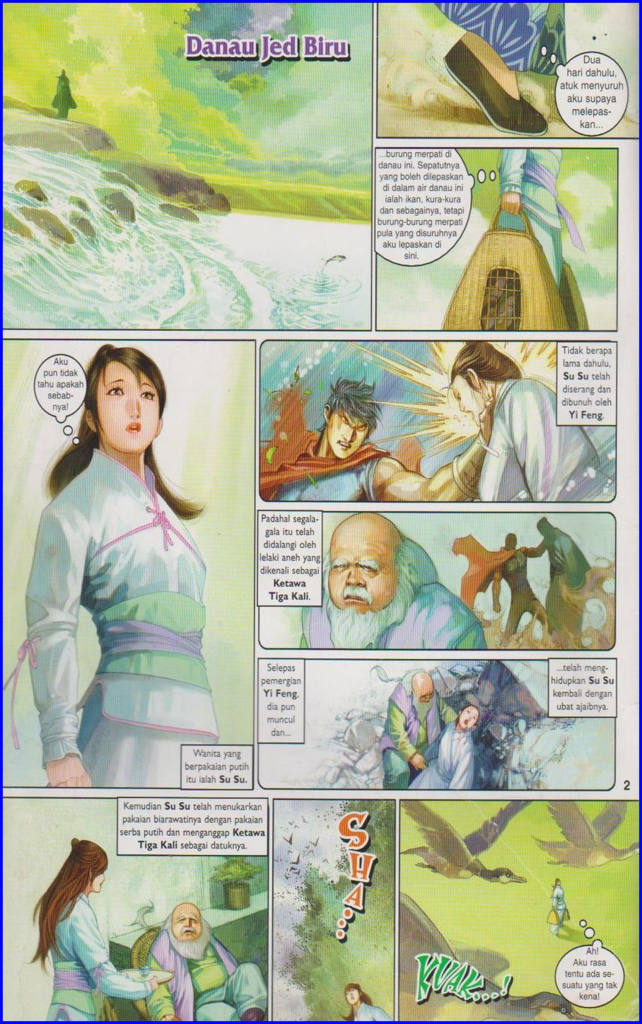 Danau Jed Biru
Dua
hari dahulu,
atuk menyuruh
aku supaya
melepas-
kan...
...burung merpati di
danau ini. Sepatutnya
yang boleh dilepaskan
di dalam air danau ini
ialah ikan, kura-kura
dan sebagainya, tetapi
burung-burung merpati
pula yang disuruhnya
aku lepaskan di
sini.
Aku
pun tidak
tahu apakah
sebab-
nya!
Wanita yang
berpakaian putih
itu ialah Su Su.
Tidak berapa
lama dahulu,
Su Su telah
diserang dan
dibunuh oleh
Yi Feng.
Padahal segala-
gala itu telah
didalangi oleh
lelaki aneh yang
dikenali sebagai
Ketawa
Tiga Kali.
Selepas
pemergian
Yi Feng,
dia pun
muncul
dan...
...telah meng-
hidupkan Su Su
kembali dengan
ubat ajaibnya.
2
Kemudian Su Su telah menukarkan
pakaian biarawatinya dengan pakaian
serba putih dan menganggap Ketawa
Tiga Kali sebagai datuknya.
SHA...
KUAK...!
Ah!
Aku rasa
tentu ada se-
suatu yang tak
kena!